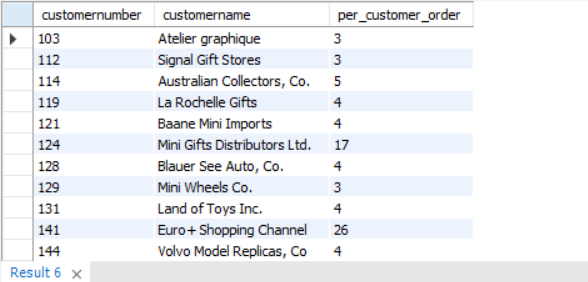 customernumber customername per_customer_order
103 Atelier graphique 3
112 Signal Gift Stores 3
114 Australian Collectors, Co. 5
119 La Rochelle Gifts 4
121 Baane Mini Imports 4
124 Mini Gifts Distributors Ltd. 17
128 Blauer See Auto, Co. 4
129 Mini Wheels Co. 3
131 Land of Toys Inc. 4
141 Euro+ Shopping Channel 26
144 Volvo Model Replicas, Co 4
Result 6 ×